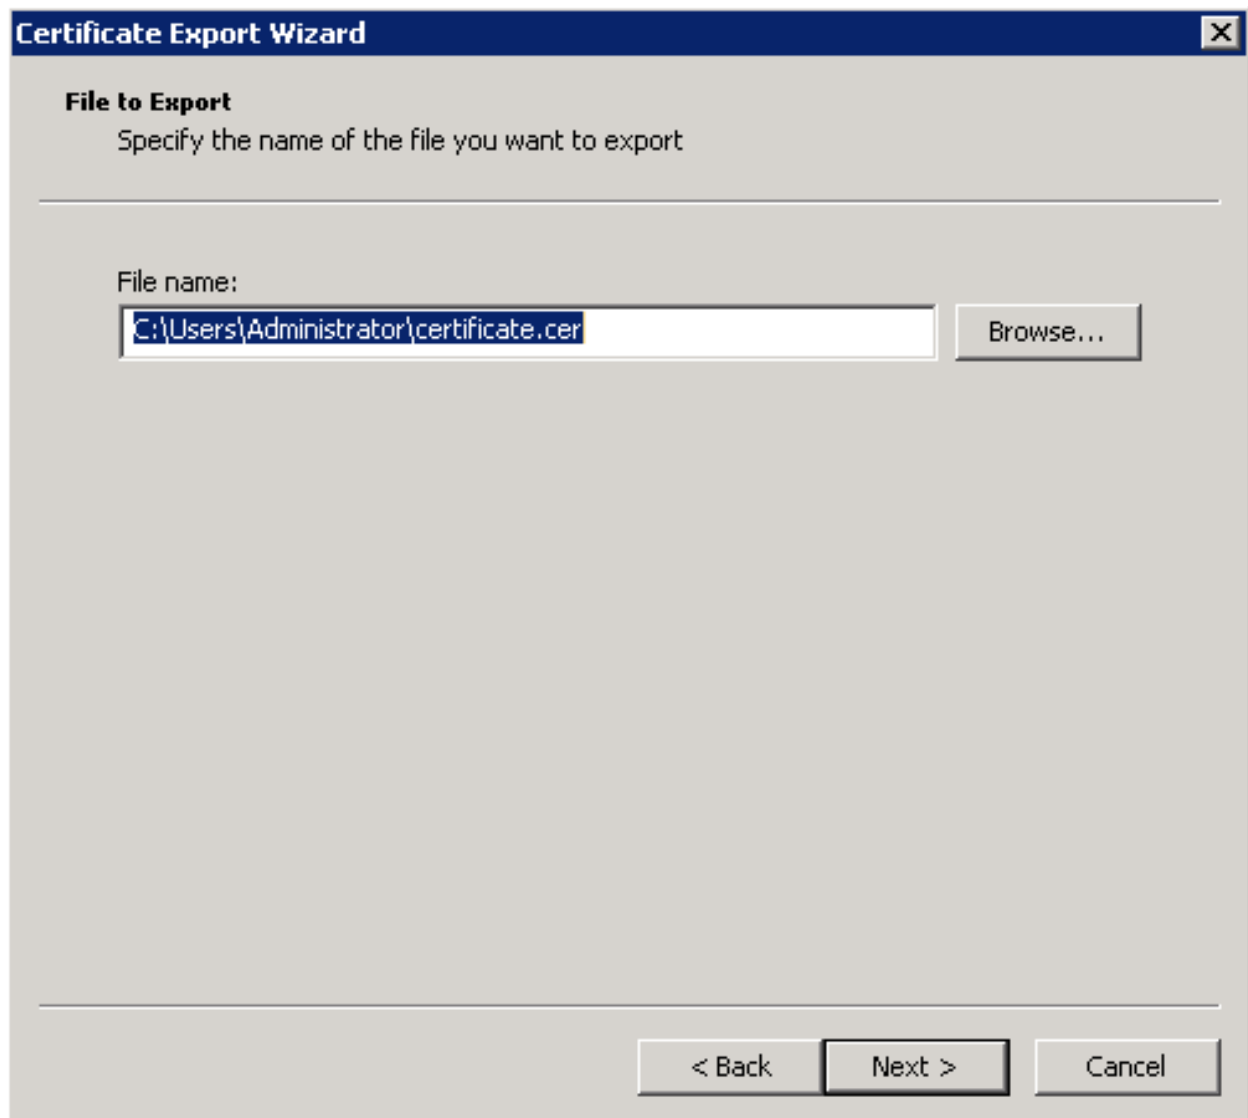 Certificate Export Wizard
File to Export
Specify the name of the file you want to export
File name:
C:\Users\Administrator\certificate.cer
Browse...
< Back
Next >
Cancel